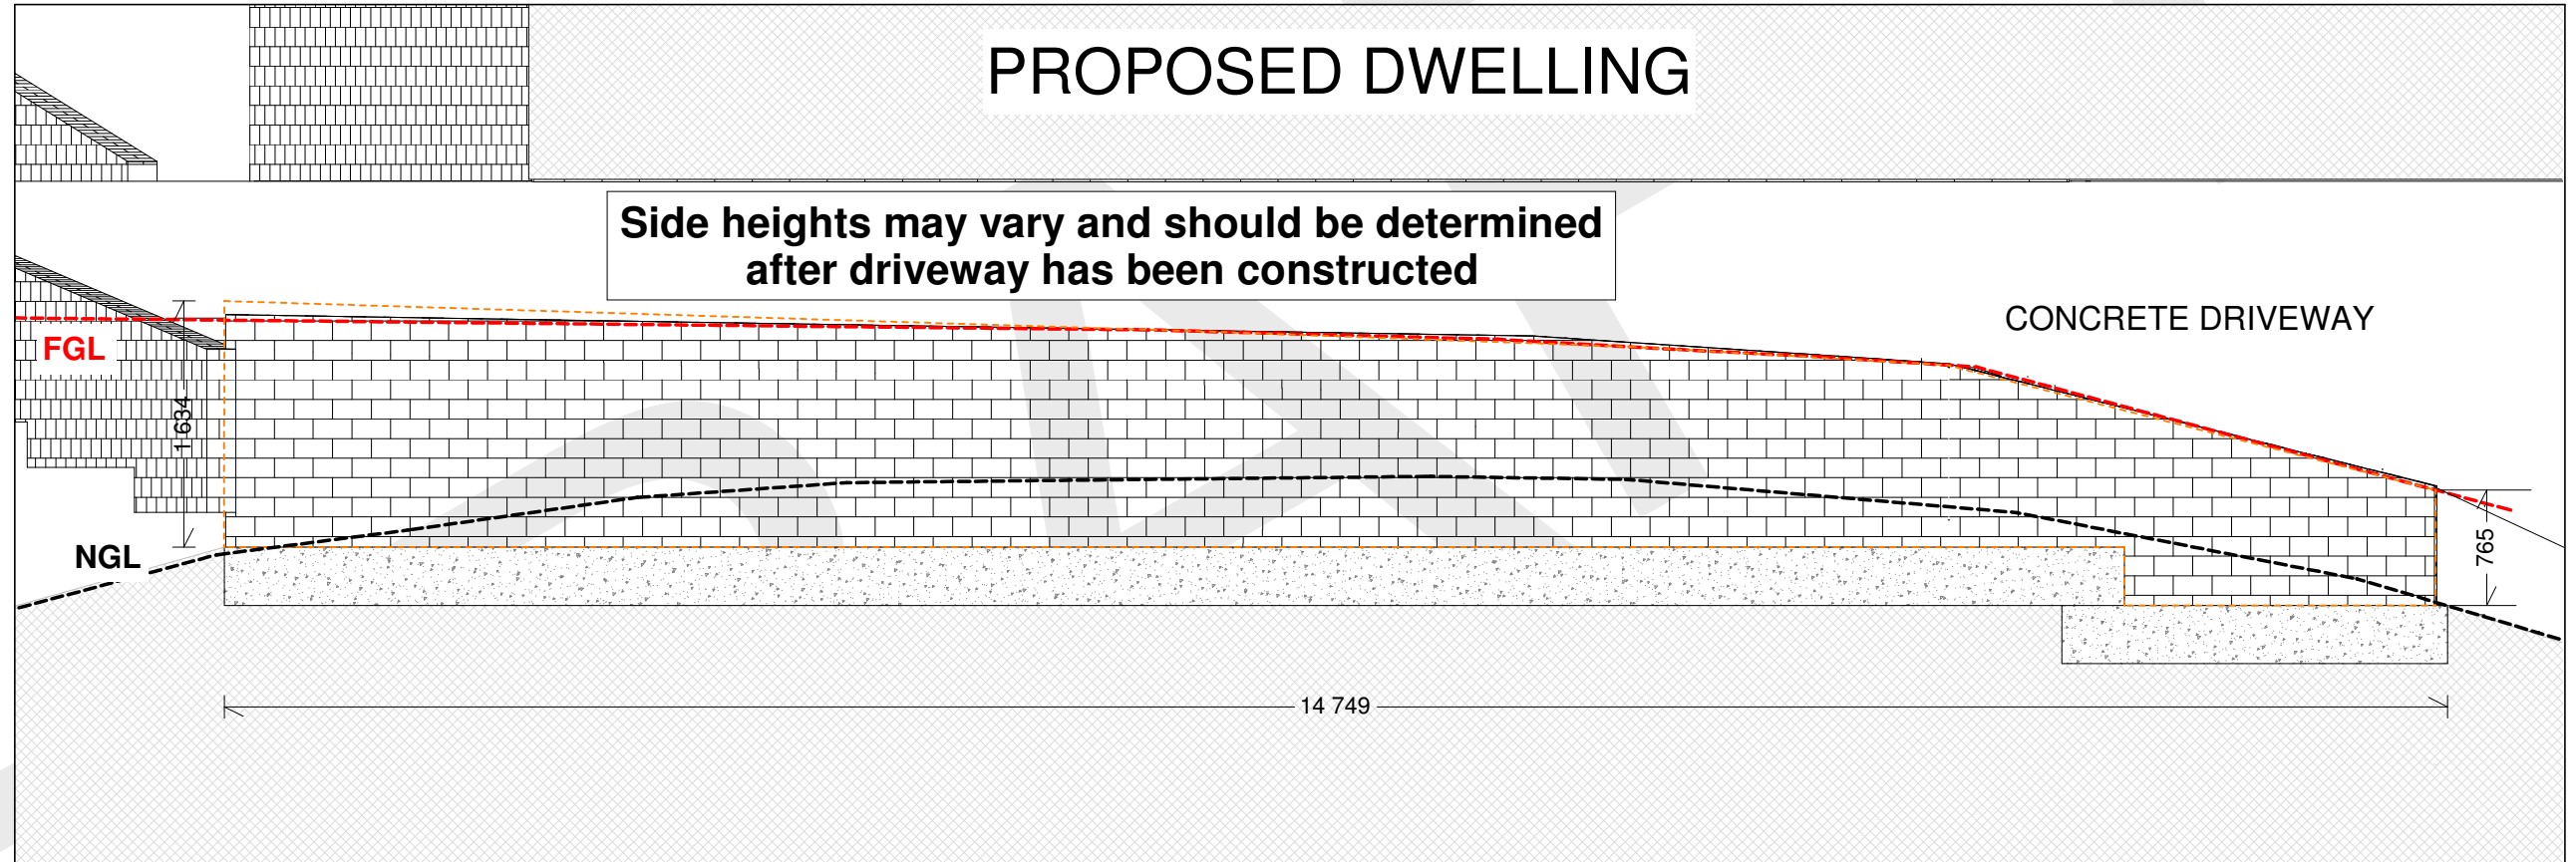 PROPOSED DWELLING
Side heights may vary and should be determined
after driveway has been constructed
CONCRETE DRIVEWAY
FGL
1 634
NGL
765
14 749